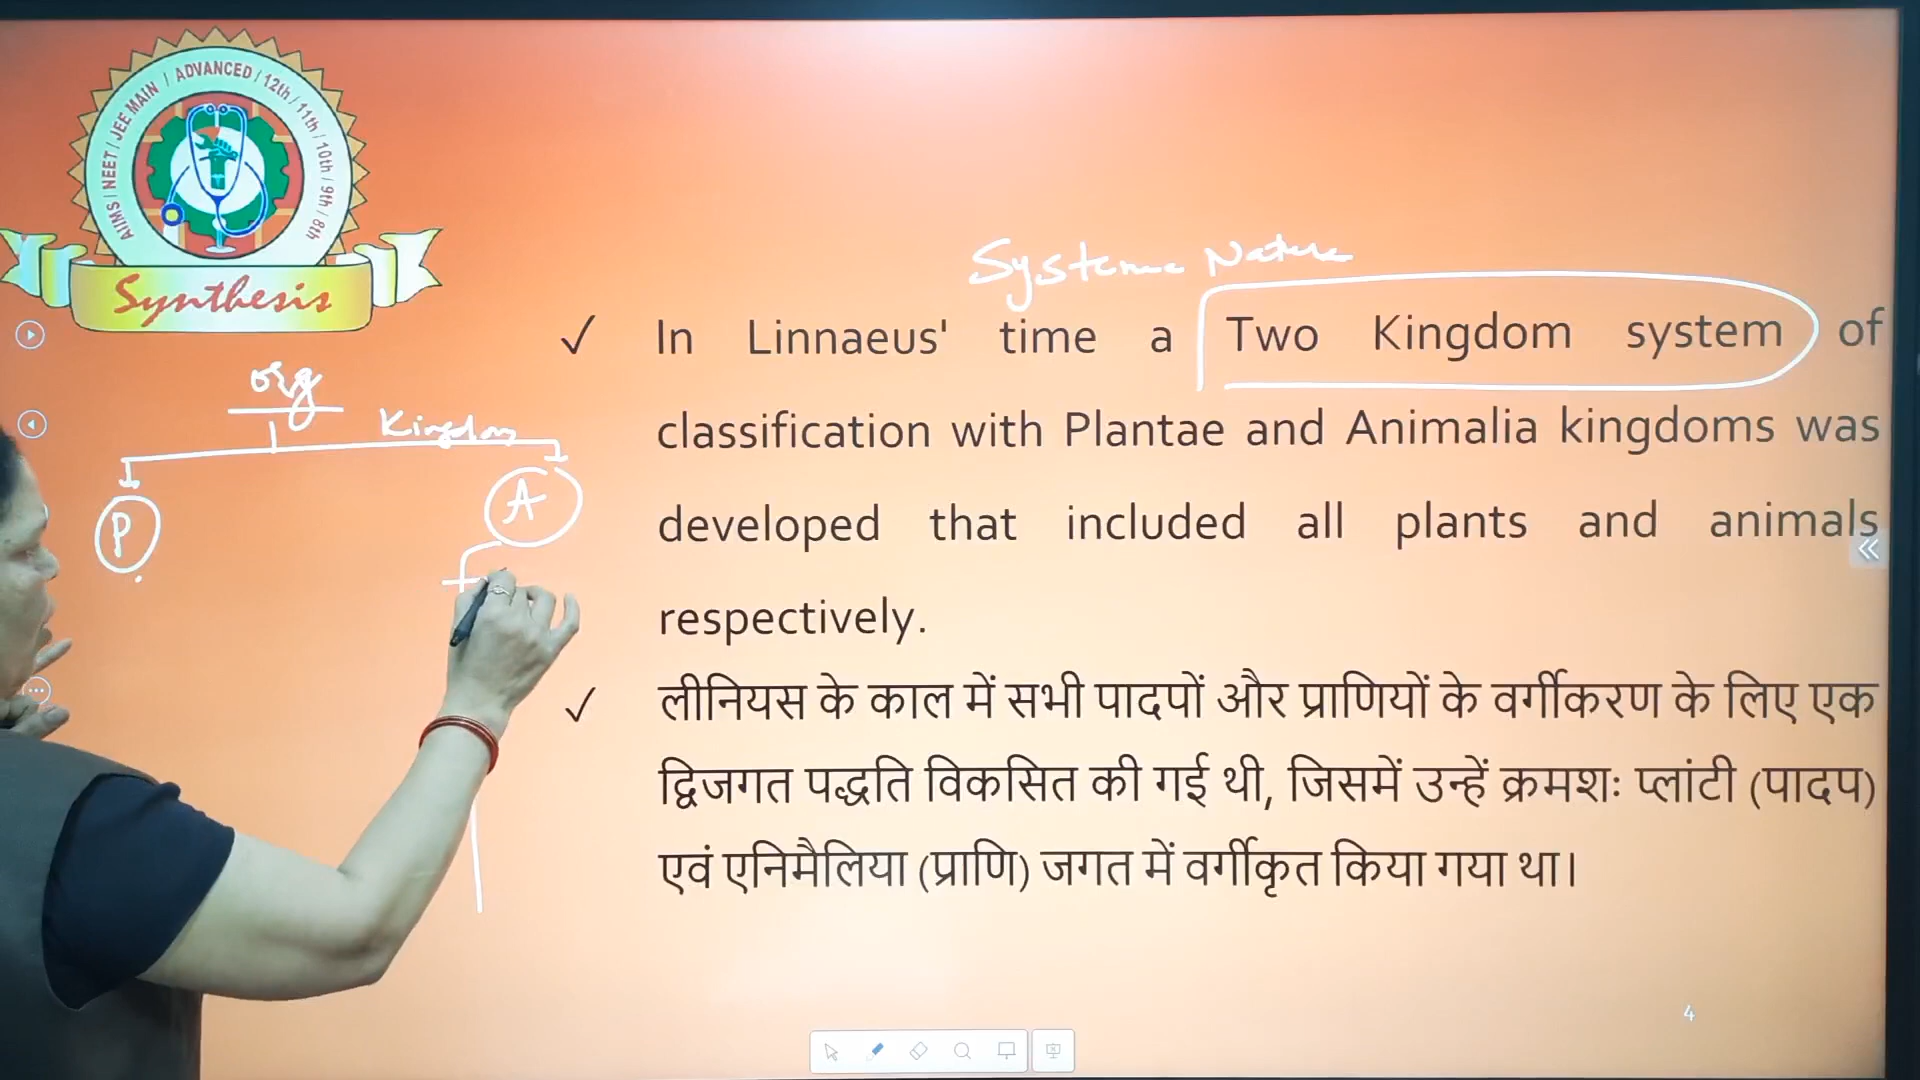 AIIMS / NEET / JEE MAIN / ADVANCED / 12th / 11th / 10th / 9th / 8th
Synthesis
Systema Nature
✓ In Linnaeus' time a Two Kingdom system of
classification with Plantae and Animalia kingdoms was
developed that included all plants and animals
respectively.
✓ लीनियस के काल में सभी पादपों और प्राणियों के वर्गीकरण के लिए एक
द्विजगत पद्धति विकसित की गई थी, जिसमें उन्हें क्रमशः प्लांटी (पादप)
एवं एनिमैलिया (प्राणि) जगत में वर्गीकृत किया गया था।
org
Kingdom
P
A
4